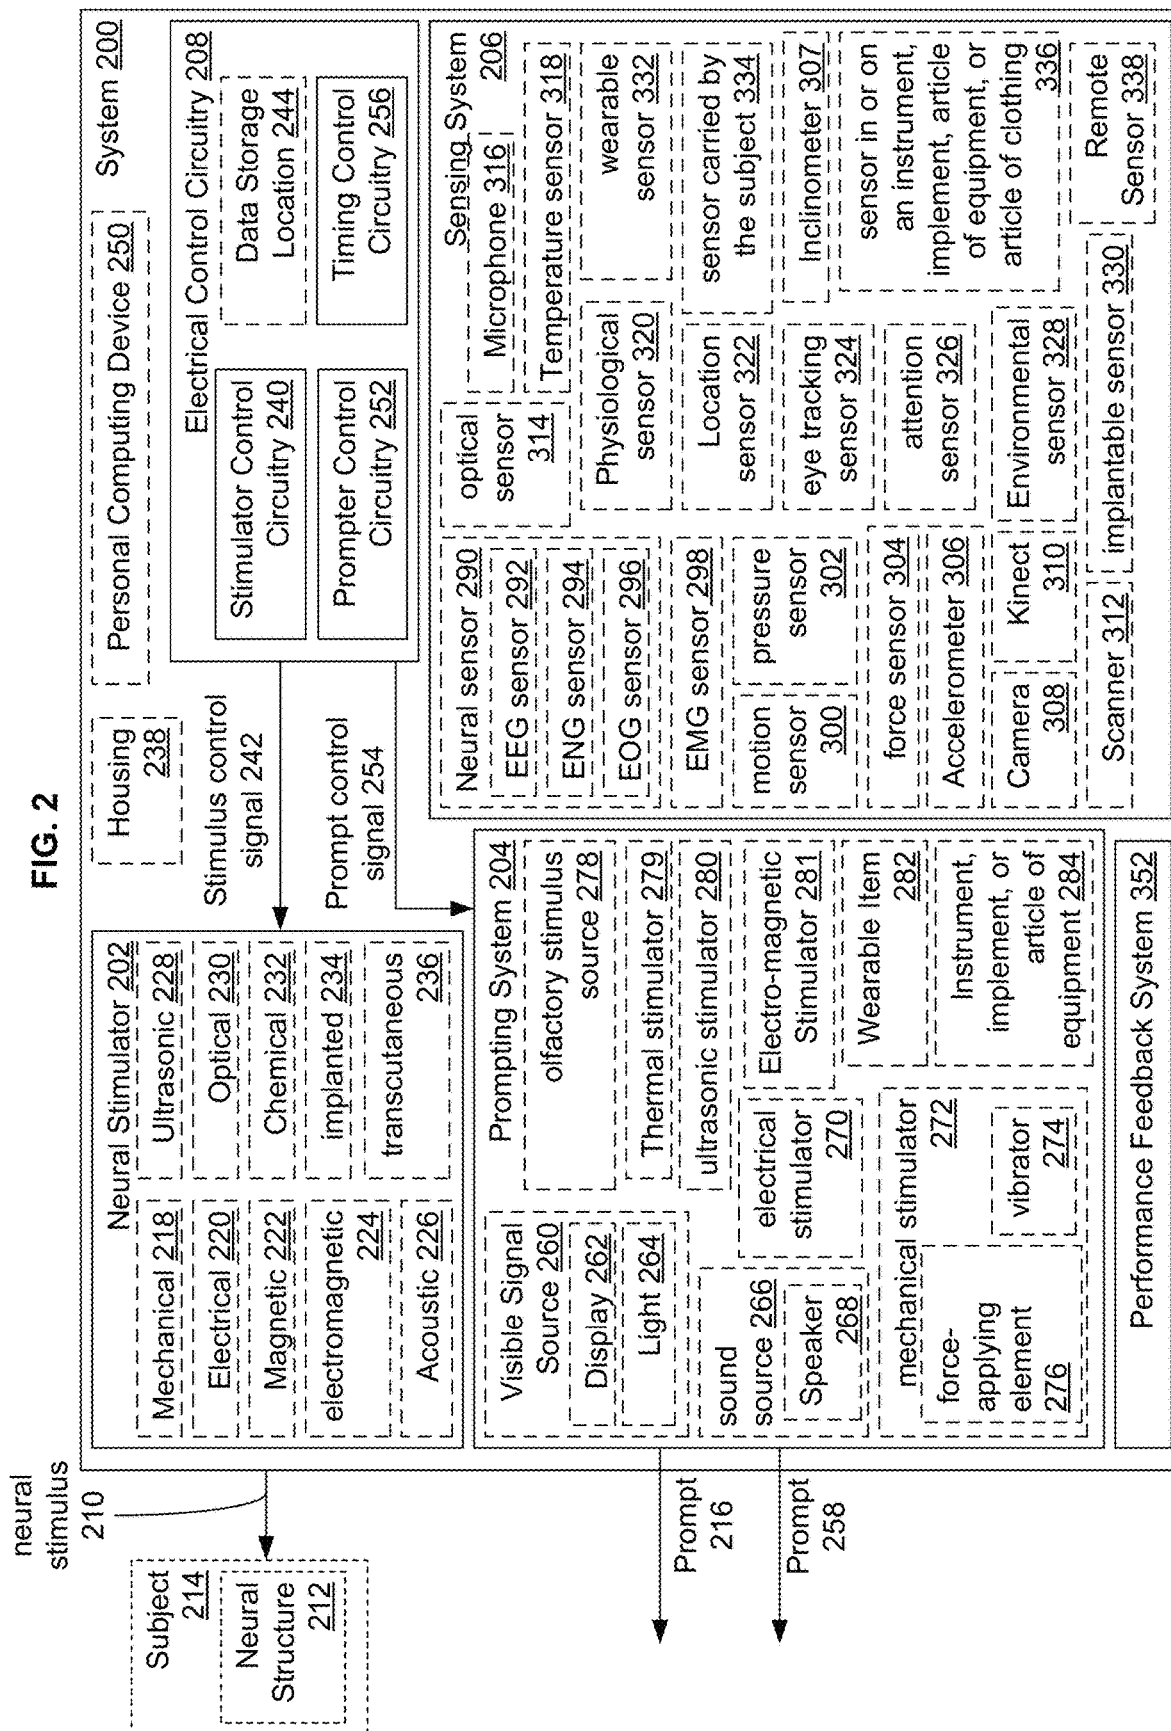 FIG. 2
neural
stimulus
210
Subject
214
Neural
Structure
212
System 200
Neural Stimulator 202
Mechanical 218
Electrical 220
Magnetic 222
electromagnetic
224
Acoustic 226
Ultrasonic 228
Optical 230
Chemical 232
implanted 234
transcutaneous
236
Housing
238
Personal Computing Device 250
Stimulus control
signal 242
Prompt control
signal 254
Electrical Control Circuitry 208
Stimulator Control
Circuitry 240
Data Storage
Location 244
Prompter Control
Circuitry 252
Timing Control
Circuitry 256
Prompt
216
Prompt
258
Prompting System 204
Visible Signal
Source 260
Display 262
Light 264
sound
source 266
Speaker
268
olfactory stimulus
source 278
Thermal stimulator 279
ultrasonic stimulator 280
electrical
stimulator
270
Electro-magnetic
Stimulator 281
Wearable Item
282
mechanical stimulator
272
force-
applying
element
276
vibrator
274
Instrument,
implement, or
article of
equipment 284
Performance Feedback System 352
Sensing System
206
Neural sensor 290
EEG sensor 292
ENG sensor 294
EOG sensor 296
EMG sensor 298
motion
sensor
300
pressure
sensor
302
force sensor 304
Accelerometer 306
Camera
308
Kinect
310
Scanner 312
optical
sensor
314
Microphone 316
Temperature sensor 318
Physiological
sensor 320
wearable
sensor 332
Location
sensor 322
sensor carried by
the subject 334
eye tracking
sensor 324
Inclinometer 307
attention
sensor 326
sensor in or on
an instrument,
implement, article
of equipment, or
article of clothing
336
Environmental
sensor 328
implantable sensor 330
Remote
Sensor 338